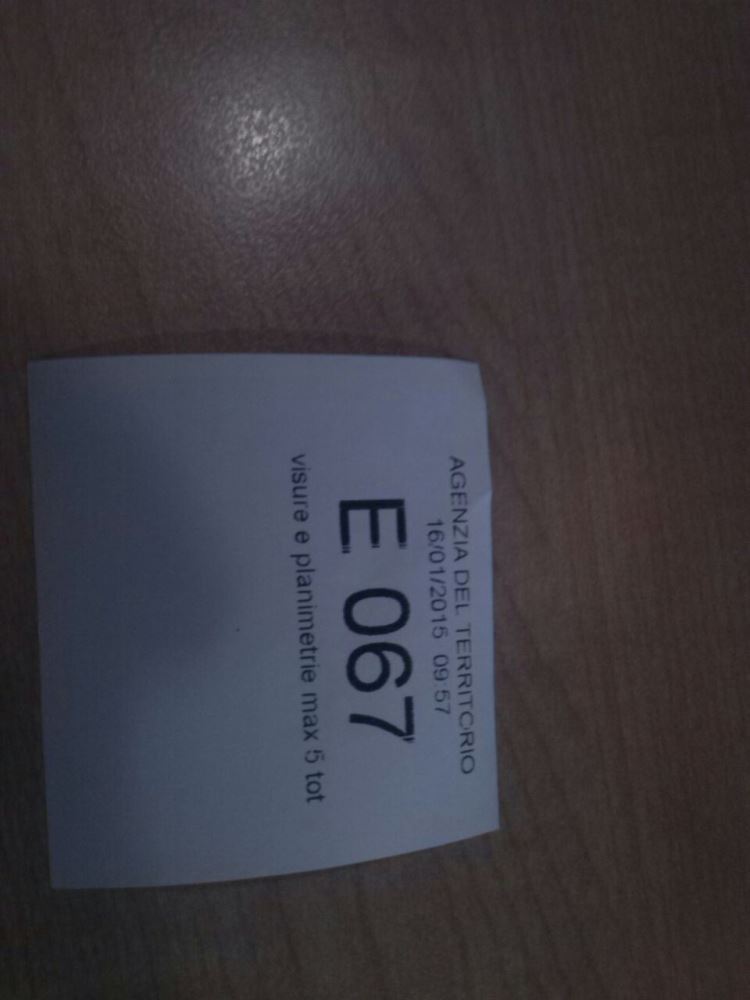 AGENZIA DEL TERRITORIO
16/01/2015 09:57
E 067
visure e planimetrie max 5 tot